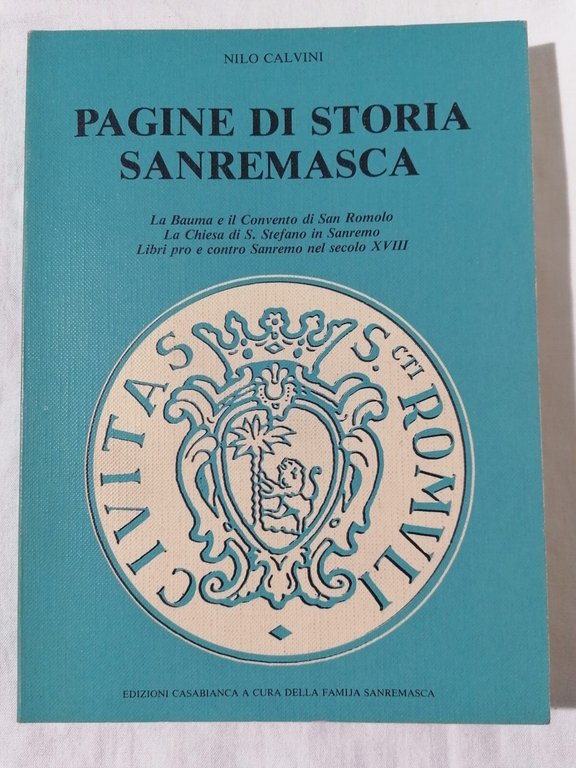 NILO CALVINI
PAGINE DI STORIA
SANREMASCA
La Bauma e il Convento di San Romolo
La Chiesa di S. Stefano in Sanremo
Libri pro e contro Sanremo nel secolo XVIII
CIVITAS S.CTI ROMVLI
EDIZIONI CASABIANCA A CURA DELLA FAMIJA SANREMASCA